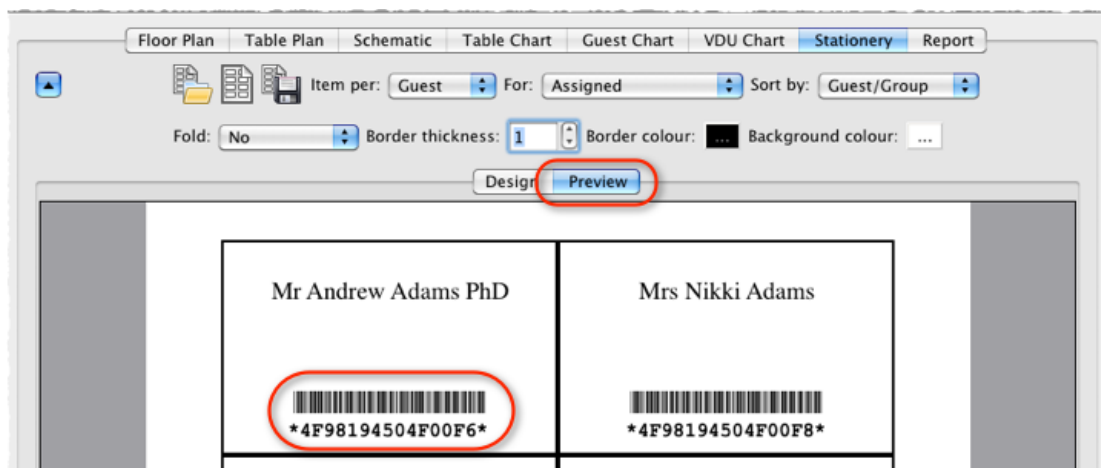 Floor Plan Table Plan Schematic Table Chart Guest Chart VDU Chart Stationery Report
Item per: Guest For: Assigned Sort by: Guest/Group
Fold: No Border thickness: 1 Border colour: ... Background colour: ...
Design Preview
Mr Andrew Adams PhD Mrs Nikki Adams
*4F98194504F00F6* *4F98194504F00F8*